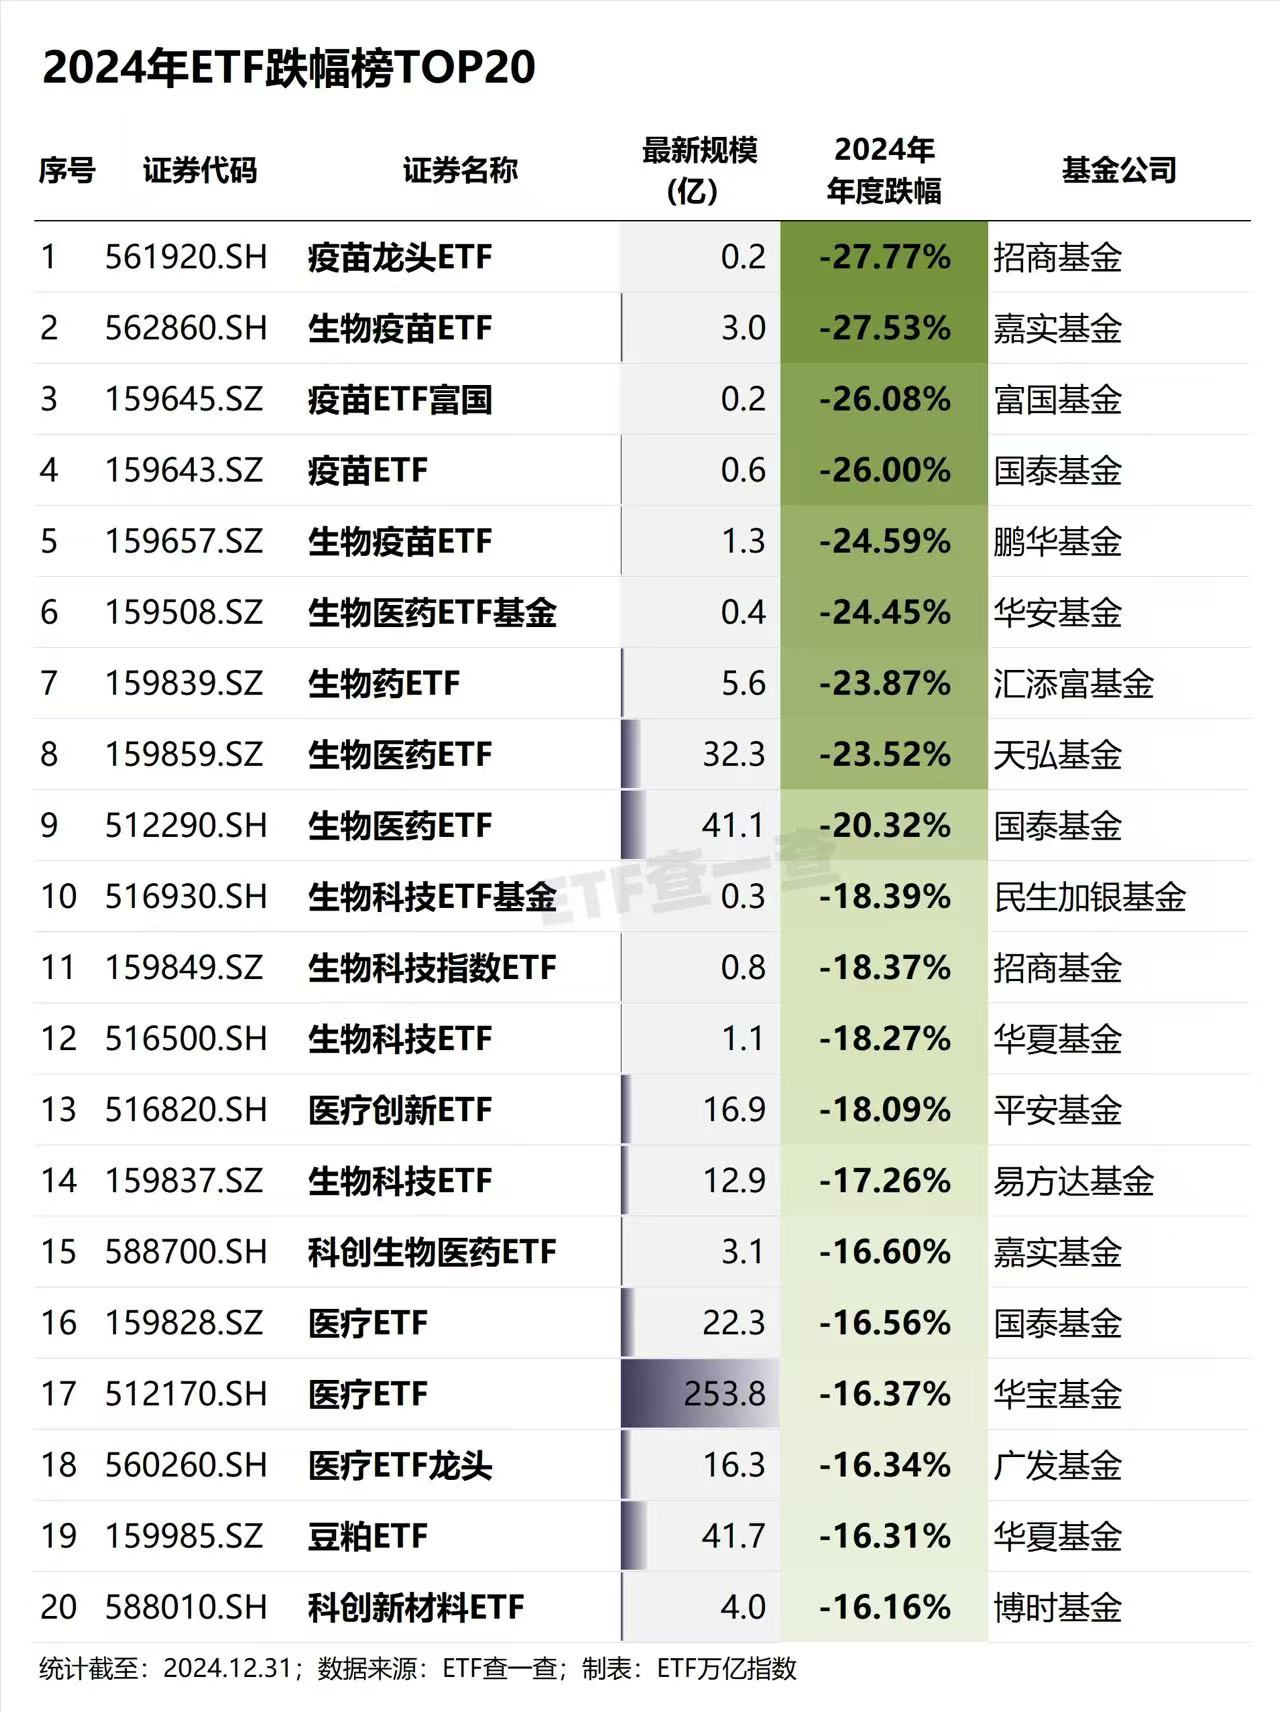 2024年ETF跌幅榜TOP20
序号 证券代码 证券名称 最新规模(亿) 2024年年度跌幅 基金公司
1 561920.SH 疫苗龙头ETF 0.2 -27.77% 招商基金
2 562860.SH 生物疫苗ETF 3.0 -27.53% 嘉实基金
3 159645.SZ 疫苗ETF富国 0.2 -26.08% 富国基金
4 159643.SZ 疫苗ETF 0.6 -26.00% 国泰基金
5 159657.SZ 生物疫苗ETF 1.3 -24.59% 鹏华基金
6 159508.SZ 生物医药ETF基金 0.4 -24.45% 华安基金
7 159839.SZ 生物药ETF 5.6 -23.87% 汇添富基金
8 159859.SZ 生物医药ETF 32.3 -23.52% 天弘基金
9 512290.SH 生物医药ETF 41.1 -20.32% 国泰基金
ETF查一查
10 516930.SH 生物科技ETF基金 0.3 -18.39% 民生加银基金
11 159849.SZ 生物科技指数ETF 0.8 -18.37% 招商基金
12 516500.SH 生物科技ETF 1.1 -18.27% 华夏基金
13 516820.SH 医疗创新ETF 16.9 -18.09% 平安基金
14 159837.SZ 生物科技ETF 12.9 -17.26% 易方达基金
15 588700.SH 科创生物医药ETF 3.1 -16.60% 嘉实基金
16 159828.SZ 医疗ETF 22.3 -16.56% 国泰基金
17 512170.SH 医疗ETF 253.8 -16.37% 华宝基金
18 560260.SH 医疗ETF龙头 16.3 -16.34% 广发基金
19 159985.SZ 豆粕ETF 41.7 -16.31% 华夏基金
20 588010.SH 科创新材料ETF 4.0 -16.16% 博时基金
统计截至：2024.12.31；数据来源：ETF查一查；制表：ETF万亿指数